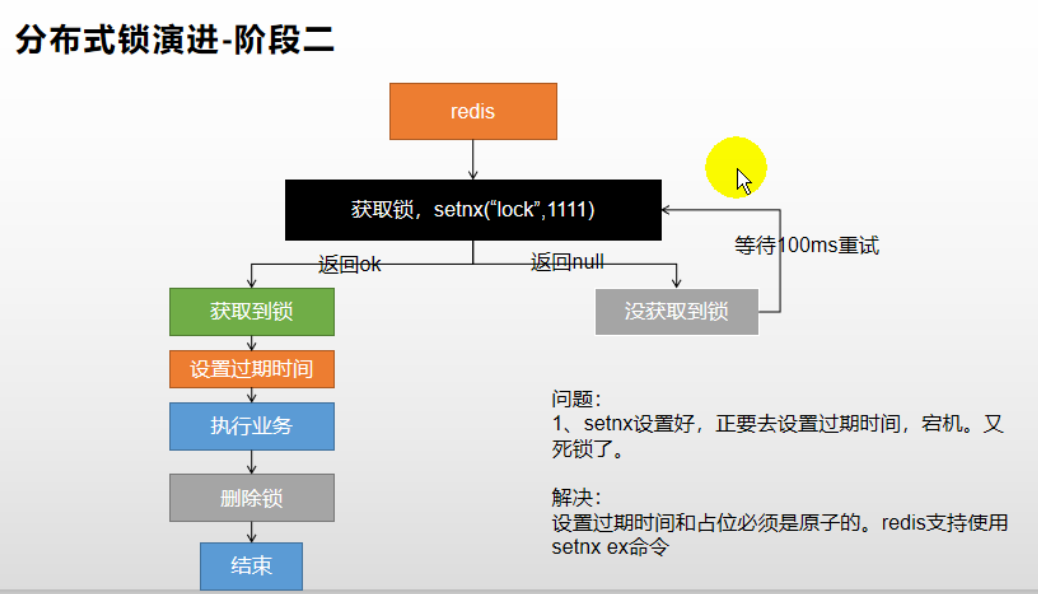 分布式锁演进-阶段二
redis
获取锁，setnx(“lock”,1111)
等待100ms重试
返回ok
返回null
获取到锁
没获取到锁
设置过期时间
执行业务
删除锁
结束
问题：
1、setnx设置好，正要去设置过期时间，宕机。又
死锁了。
解决：
设置过期时间和占位必须是原子的。redis支持使用
setnx ex命令